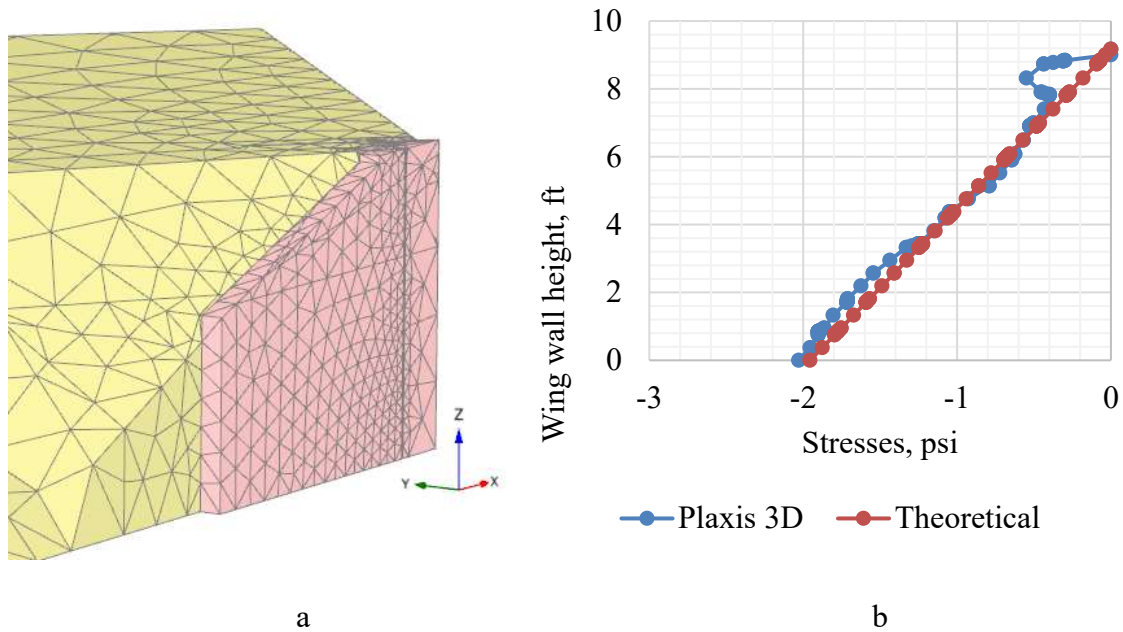 Z
Y
X
a
Wing wall height, ft
10
8
6
4
2
0
-3
-2
-1
0
Stresses, psi
Plaxis 3D
Theoretical
b